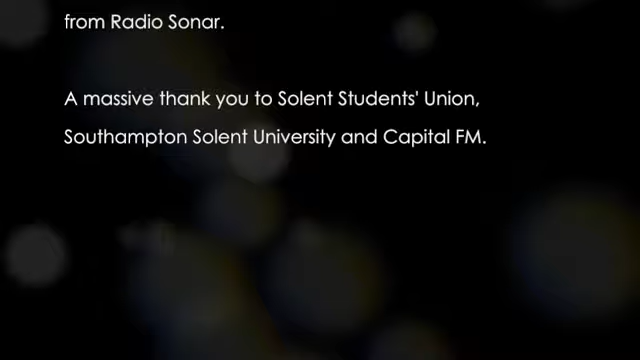 from Radio Sonar.
A massive thank you to Solent Students' Union,
Southampton Solent University and Capital FM.